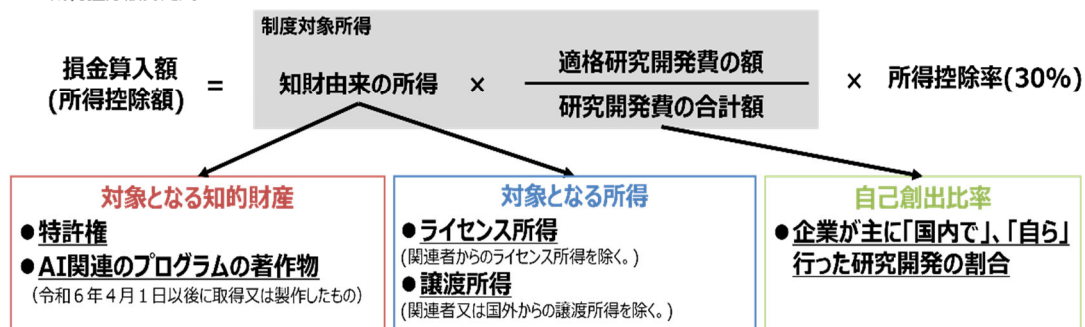 制度対象所得
損金算入額
(所得控除額)
=
知財由来の所得
×
適格研究開発費の額
研究開発費の合計額
×
所得控除率(30%)
対象となる知的財産
●特許権
●AI関連のプログラムの著作物
(令和6年4月1日以後に取得又は製作したもの)
対象となる所得
●ライセンス所得
(関連者からのライセンス所得を除く。)
●譲渡所得
(関連者又は国外からの譲渡所得を除く。)
自己創出比率
●企業が主に「国内で」、「自ら」
行った研究開発の割合